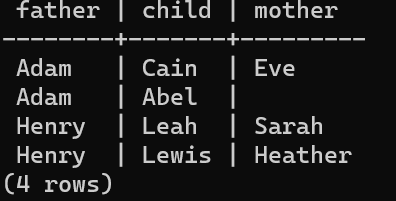 father | child | mother
--------+-------+---------
Adam   | Cain  | Eve
Adam   | Abel  |
Henry  | Leah  | Sarah
Henry  | Lewis | Heather
(4 rows)